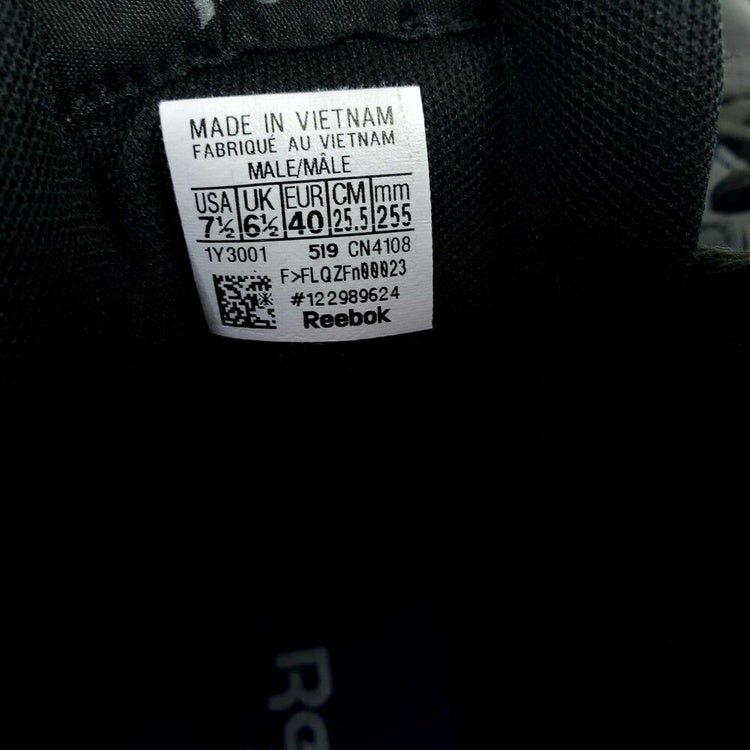 MADE IN VIETNAM
FABRIQUÉ AU VIETNAM
MALE/MÂLE
USA UK EUR CM mm
7½ 6½ 40 25.5 255
1Y3001 519 CN4108
F>FLQZFn00023
#122989624
Reebok
Re